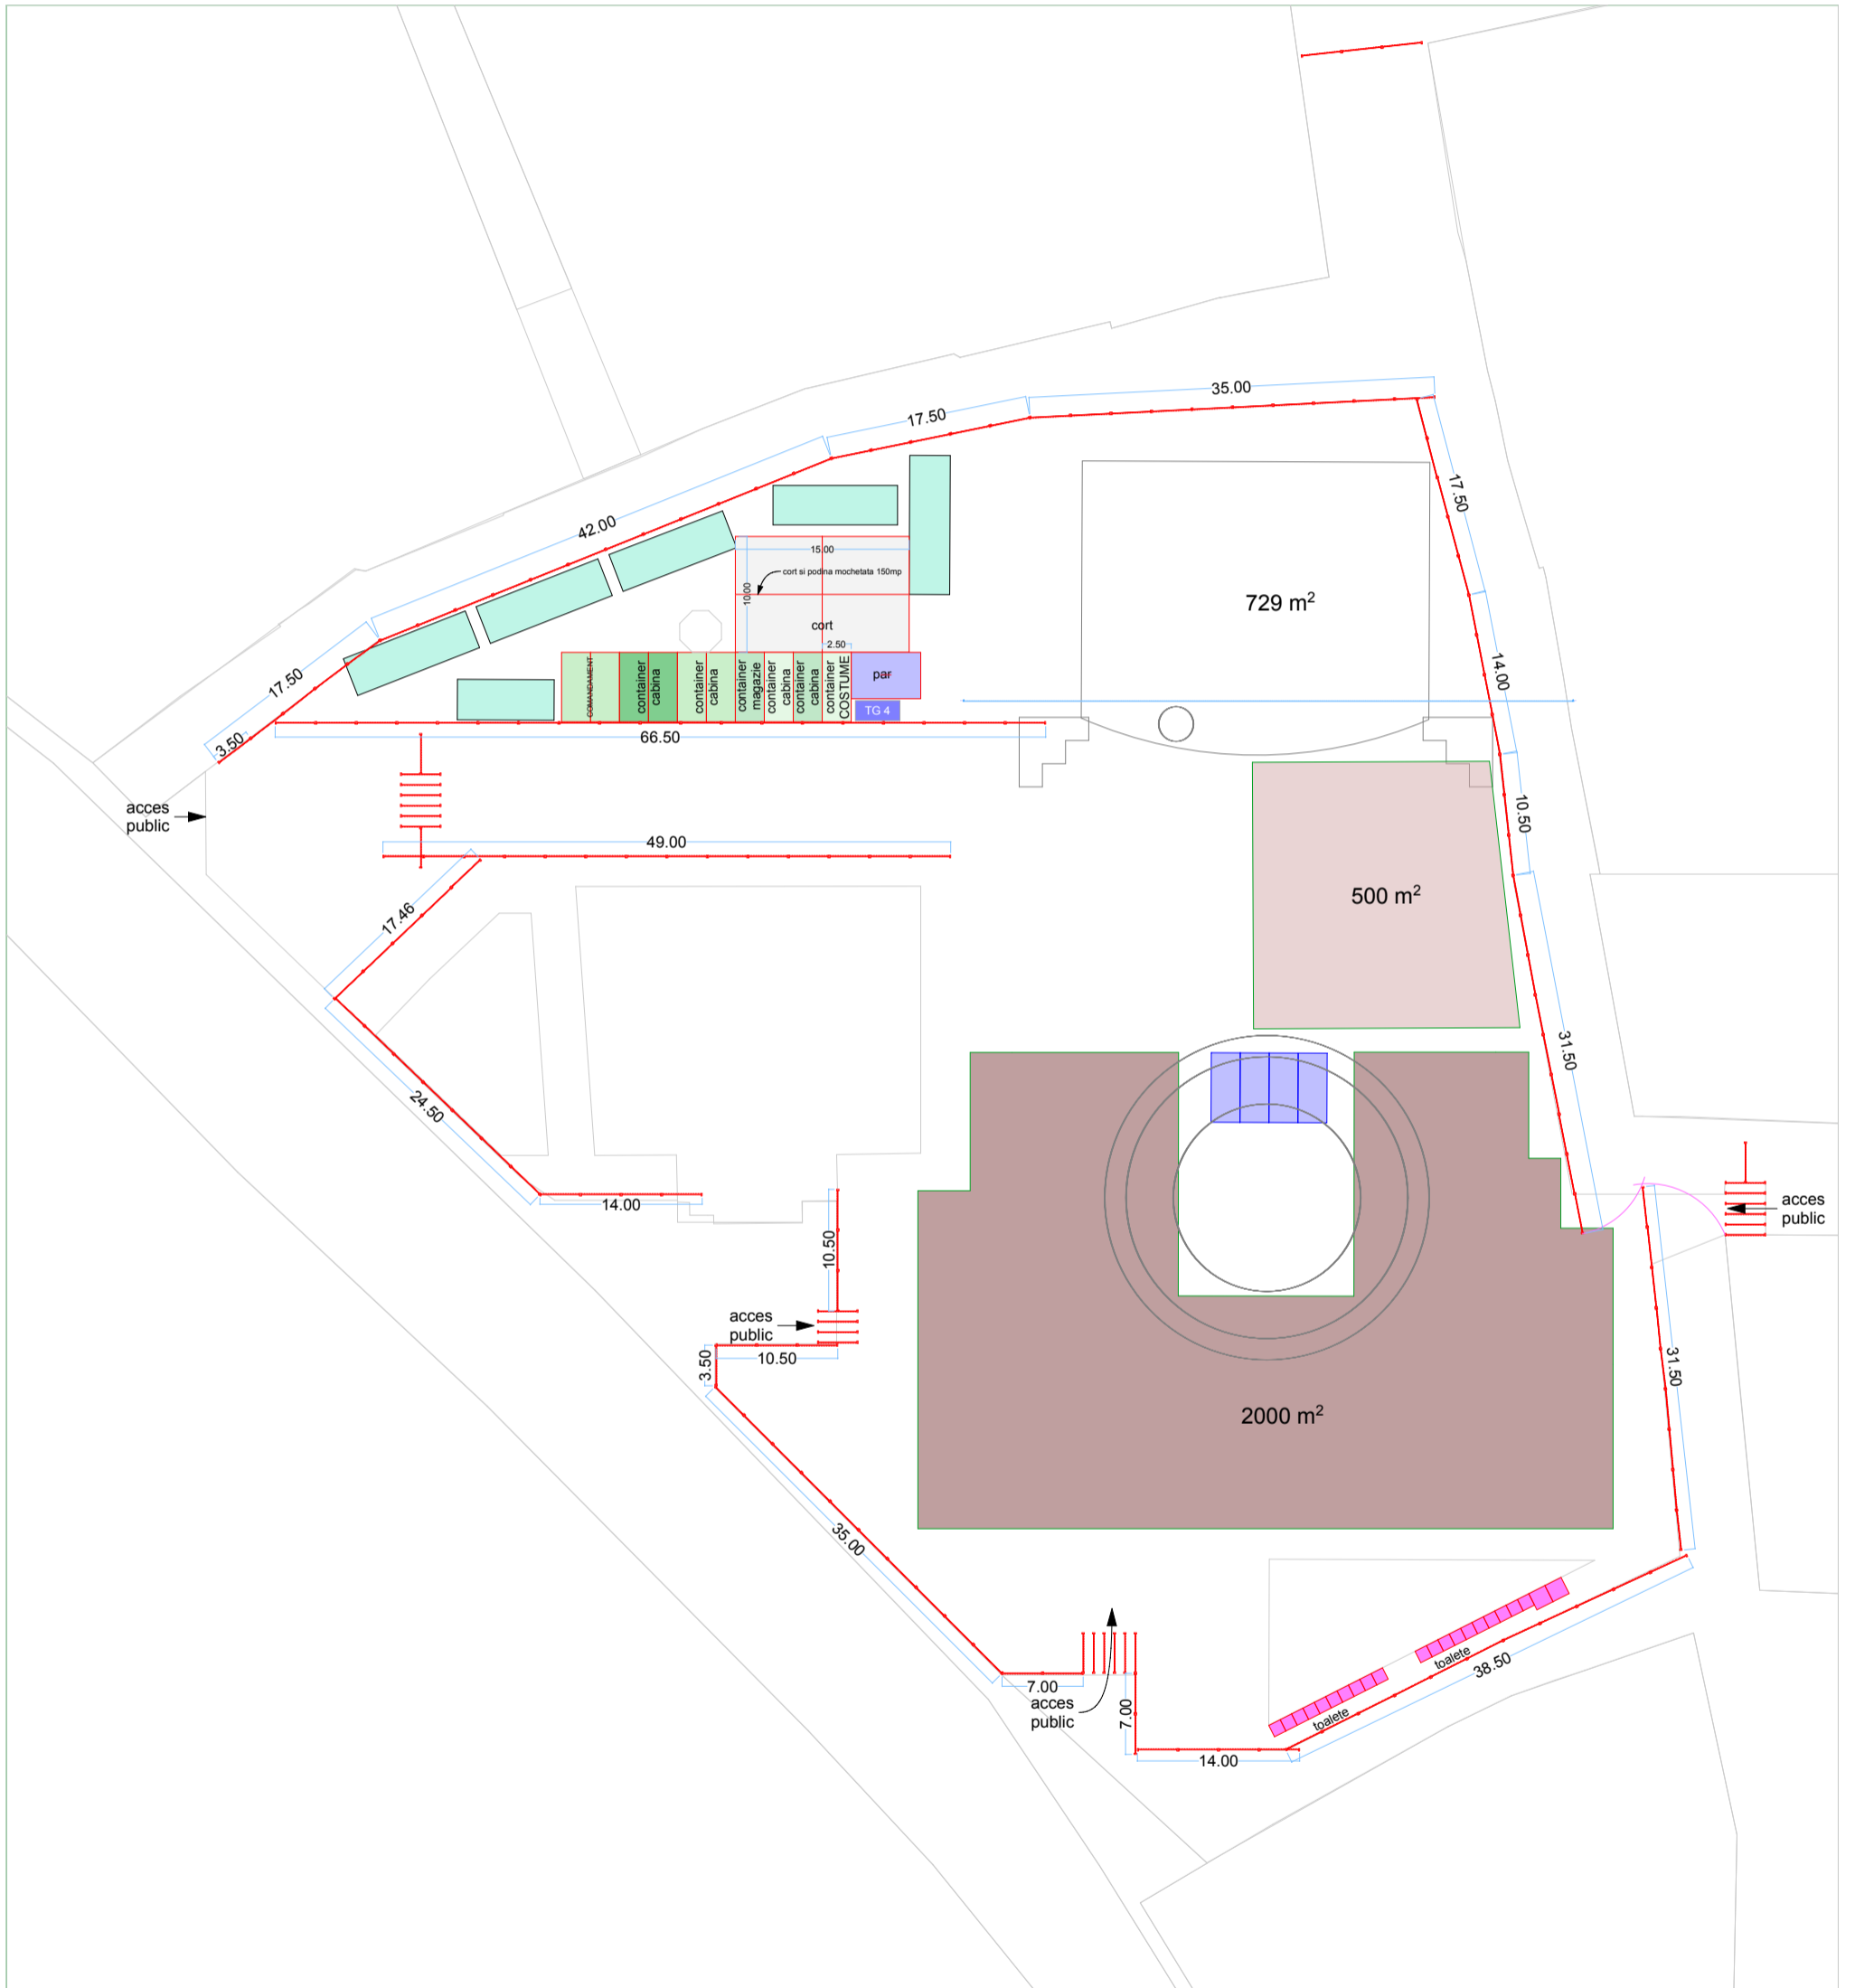 35.00
17.50
17.50
42.00
15.00
cort si podina mochetata 150mp
10.00
729 m²
cort
2.50
14.00
17.50
COMANDAMENT
container
cabina
container
cabina
container
magazie
container
cabina
container
cabina
container
COSTUME
par
TG 4
3.50
66.50
acces
public
10.50
49.00
500 m²
17.46
31.50
24.50
14.00
acces
public
10.50
acces
public
3.50
10.50
31.50
2000 m²
35.00
toalete
38.50
7.00
acces
public
7.00
toalete
14.00